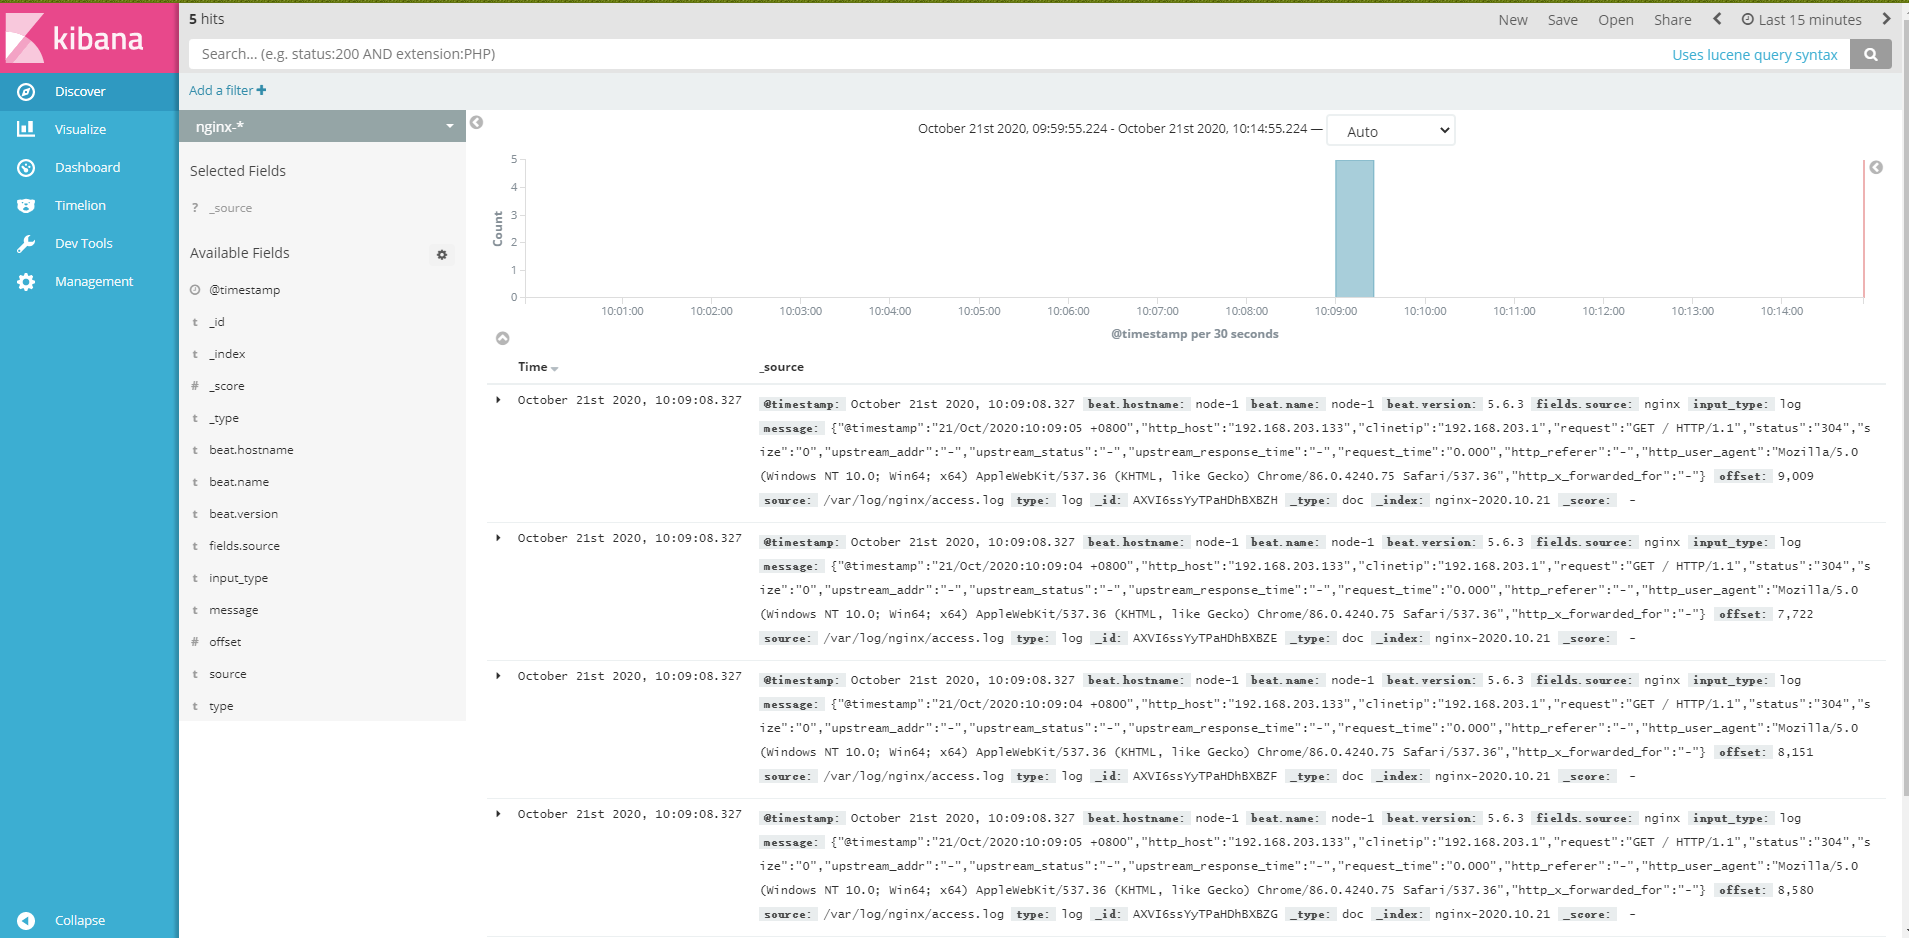 kibana
Discover
Visualize
Dashboard
Timelion
Dev Tools
Management
Collapse
5 hits
New Save Open Share Last 15 minutes
Search... (e.g. status:200 AND extension:PHP) Uses lucene query syntax
Add a filter +
nginx-*
Selected Fields
? _source
Available Fields
@timestamp
t _id
t _index
# _score
t _type
t beat.hostname
t beat.name
t beat.version
t fields.source
t input_type
t message
# offset
t source
t type
October 21st 2020, 09:59:55.224 - October 21st 2020, 10:14:55.224 — Auto
5
4
3
2
1
0
Count
10:01:00 10:02:00 10:03:00 10:04:00 10:05:00 10:06:00 10:07:00 10:08:00 10:09:00 10:10:00 10:11:00 10:12:00 10:13:00 10:14:00
@timestamp per 30 seconds
Time _source
October 21st 2020, 10:09:08.327 @timestamp: October 21st 2020, 10:09:08.327 beat.hostname: node-1 beat.name: node-1 beat.version: 5.6.3 fields.source: nginx input_type: log
message: {"@timestamp":"21/Oct/2020:10:09:05 +0800","http_host":"192.168.203.133","clinetip":"192.168.203.1","request":"GET / HTTP/1.1","status":"304","s
ize":"0","upstream_addr":"-","upstream_status":"-","upstream_response_time":"-","request_time":"0.000","http_referer":"-","http_user_agent":"Mozilla/5.0
(Windows NT 10.0; Win64; x64) AppleWebKit/537.36 (KHTML, like Gecko) Chrome/86.0.4240.75 Safari/537.36","http_x_forwarded_for":"-"} offset: 9,009
source: /var/log/nginx/access.log type: log _id: AXVI6ssYyTPaHDhBXBZH _type: doc _index: nginx-2020.10.21 _score: -
October 21st 2020, 10:09:08.327 @timestamp: October 21st 2020, 10:09:08.327 beat.hostname: node-1 beat.name: node-1 beat.version: 5.6.3 fields.source: nginx input_type: log
message: {"@timestamp":"21/Oct/2020:10:09:04 +0800","http_host":"192.168.203.133","clinetip":"192.168.203.1","request":"GET / HTTP/1.1","status":"304","s
ize":"0","upstream_addr":"-","upstream_status":"-","upstream_response_time":"-","request_time":"0.000","http_referer":"-","http_user_agent":"Mozilla/5.0
(Windows NT 10.0; Win64; x64) AppleWebKit/537.36 (KHTML, like Gecko) Chrome/86.0.4240.75 Safari/537.36","http_x_forwarded_for":"-"} offset: 7,722
source: /var/log/nginx/access.log type: log _id: AXVI6ssYyTPaHDhBXBZE _type: doc _index: nginx-2020.10.21 _score: -
October 21st 2020, 10:09:08.327 @timestamp: October 21st 2020, 10:09:08.327 beat.hostname: node-1 beat.name: node-1 beat.version: 5.6.3 fields.source: nginx input_type: log
message: {"@timestamp":"21/Oct/2020:10:09:04 +0800","http_host":"192.168.203.133","clinetip":"192.168.203.1","request":"GET / HTTP/1.1","status":"304","s
ize":"0","upstream_addr":"-","upstream_status":"-","upstream_response_time":"-","request_time":"0.000","http_referer":"-","http_user_agent":"Mozilla/5.0
(Windows NT 10.0; Win64; x64) AppleWebKit/537.36 (KHTML, like Gecko) Chrome/86.0.4240.75 Safari/537.36","http_x_forwarded_for":"-"} offset: 8,151
source: /var/log/nginx/access.log type: log _id: AXVI6ssYyTPaHDhBXBZF _type: doc _index: nginx-2020.10.21 _score: -
October 21st 2020, 10:09:08.327 @timestamp: October 21st 2020, 10:09:08.327 beat.hostname: node-1 beat.name: node-1 beat.version: 5.6.3 fields.source: nginx input_type: log
message: {"@timestamp":"21/Oct/2020:10:09:05 +0800","http_host":"192.168.203.133","clinetip":"192.168.203.1","request":"GET / HTTP/1.1","status":"304","s
ize":"0","upstream_addr":"-","upstream_status":"-","upstream_response_time":"-","request_time":"0.000","http_referer":"-","http_user_agent":"Mozilla/5.0
(Windows NT 10.0; Win64; x64) AppleWebKit/537.36 (KHTML, like Gecko) Chrome/86.0.4240.75 Safari/537.36","http_x_forwarded_for":"-"} offset: 8,580
source: /var/log/nginx/access.log type: log _id: AXVI6ssYyTPaHDhBXBZG _type: doc _index: nginx-2020.10.21 _score: -